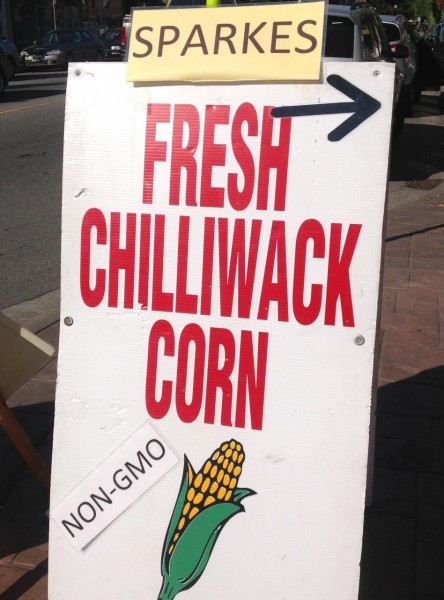 SPARKES
FRESH
CHILLIWACK
CORN
NON-GMO